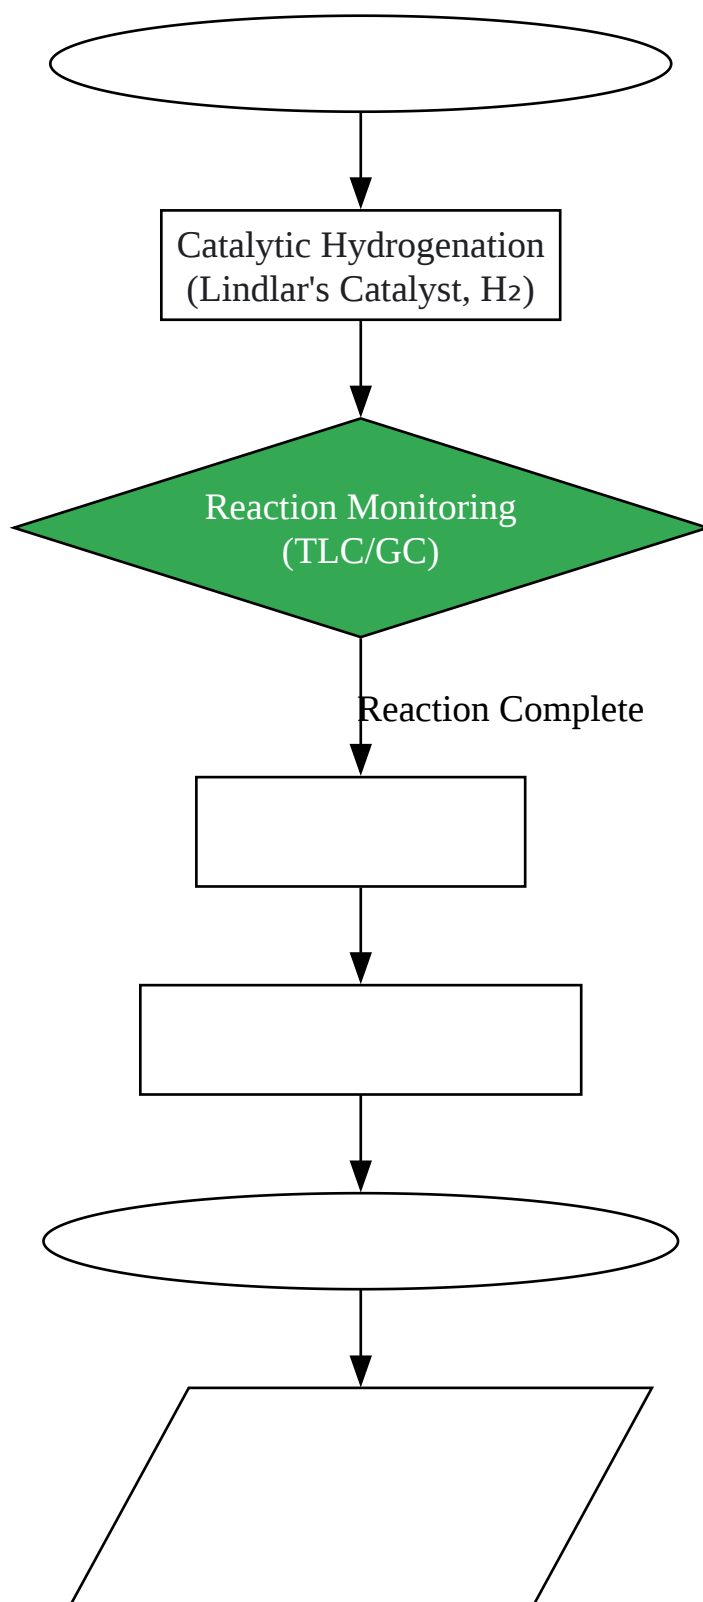 Catalytic Hydrogenation
(Lindlar's Catalyst, H₂)
Reaction Monitoring
(TLC/GC)
Reaction Complete